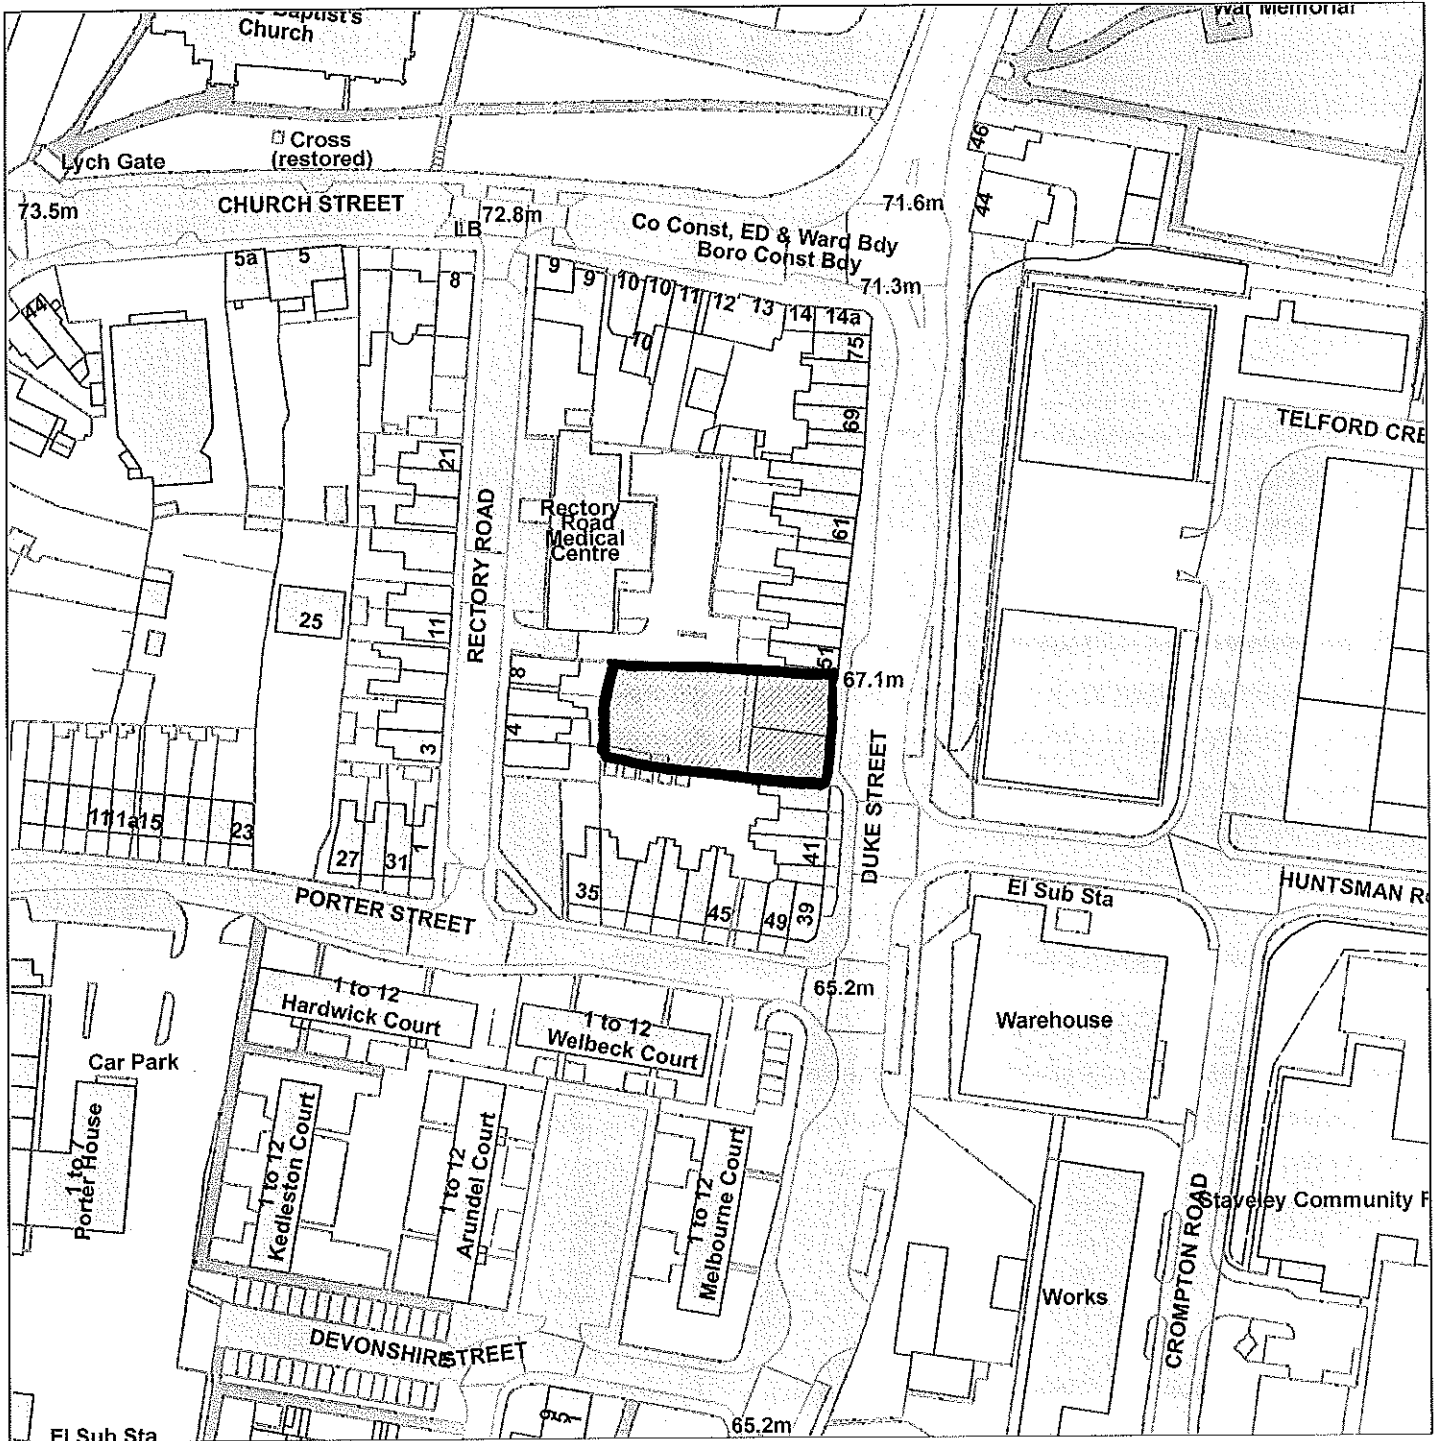 Baptist's
Church
War Memorial
Cross
(restored)
Lych Gate
46
44
73.5m
CHURCH STREET
LB
72.8m
71.6m
Co Const, ED & Ward Bdy
Boro Const Bdy
71.3m
5a
5
8
9
9
10
10
11
12
13
14
14a
10
75
44
69
TELFORD CRE
21
61
Rectory
Road
Medical
Centre
RECTORY ROAD
25
11
51
67.1m
8
4
3
DUKE STREET
11
11a
15
23
27
31
1
41
35
45
49
39
El Sub Sta
HUNTSMAN R
PORTER STREET
65.2m
1 to 12
Hardwick Court
1 to 12
Welbeck Court
Warehouse
Car Park
1 to 7
Porter House
1 to 12
Kedleston Court
1 to 12
Arundel Court
1 to 12
Melbourne Court
CROMPTON ROAD
Staveley Community F
Works
DEVONSHIRE STREET
65.2m
El Sub Sta